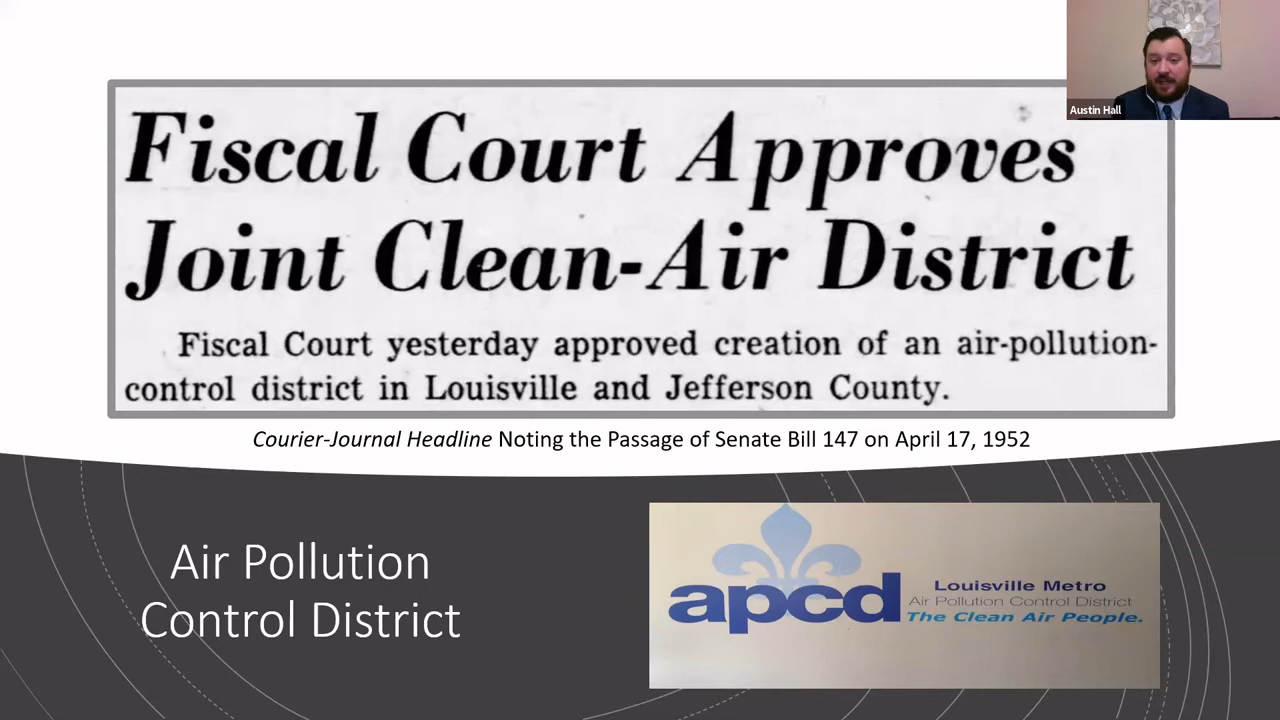 Austin Hall
Fiscal Court Approves
Joint Clean-Air District
Fiscal Court yesterday approved creation of an air-pollution-
control district in Louisville and Jefferson County.
Courier-Journal Headline Noting the Passage of Senate Bill 147 on April 17, 1952
Air Pollution
Control District
apcd
Louisville Metro
Air Pollution Control District
The Clean Air People.